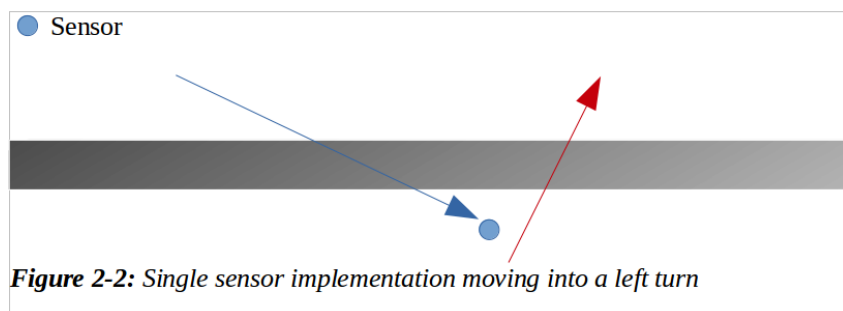 Sensor
Figure 2-2: Single sensor implementation moving into a left turn